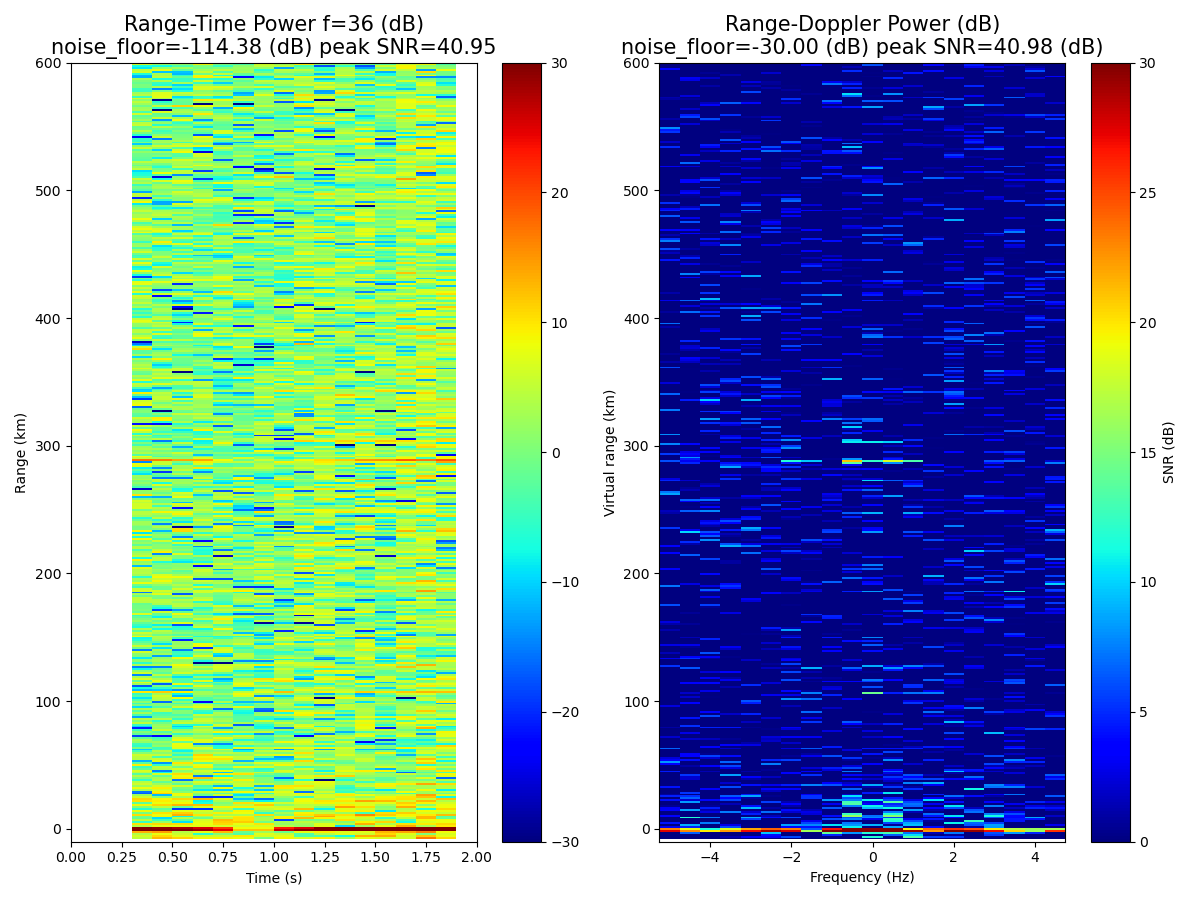 Range-Time Power f=36 (dB)
noise_floor=-114.38 (dB) peak SNR=40.95
600
500
400
300
200
100
0
Range (km)
0.00 0.25 0.50 0.75 1.00 1.25 1.50 1.75 2.00
Time (s)
30
20
10
0
−10
−20
−30
Range-Doppler Power (dB)
noise_floor=-30.00 (dB) peak SNR=40.98 (dB)
600
500
400
300
200
100
0
Virtual range (km)
−4 −2 0 2 4
Frequency (Hz)
30
25
20
15
10
5
0
SNR (dB)